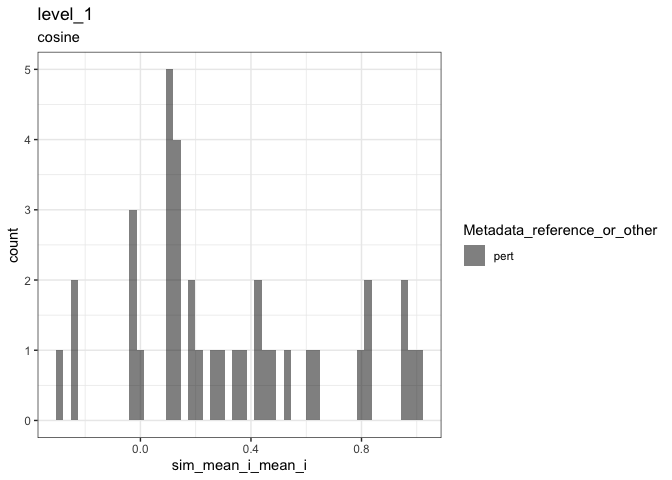 level_1
cosine
5
4
3
2
1
0
count
0.0
0.4
0.8
sim_mean_i_mean_i
Metadata_reference_or_other
pert